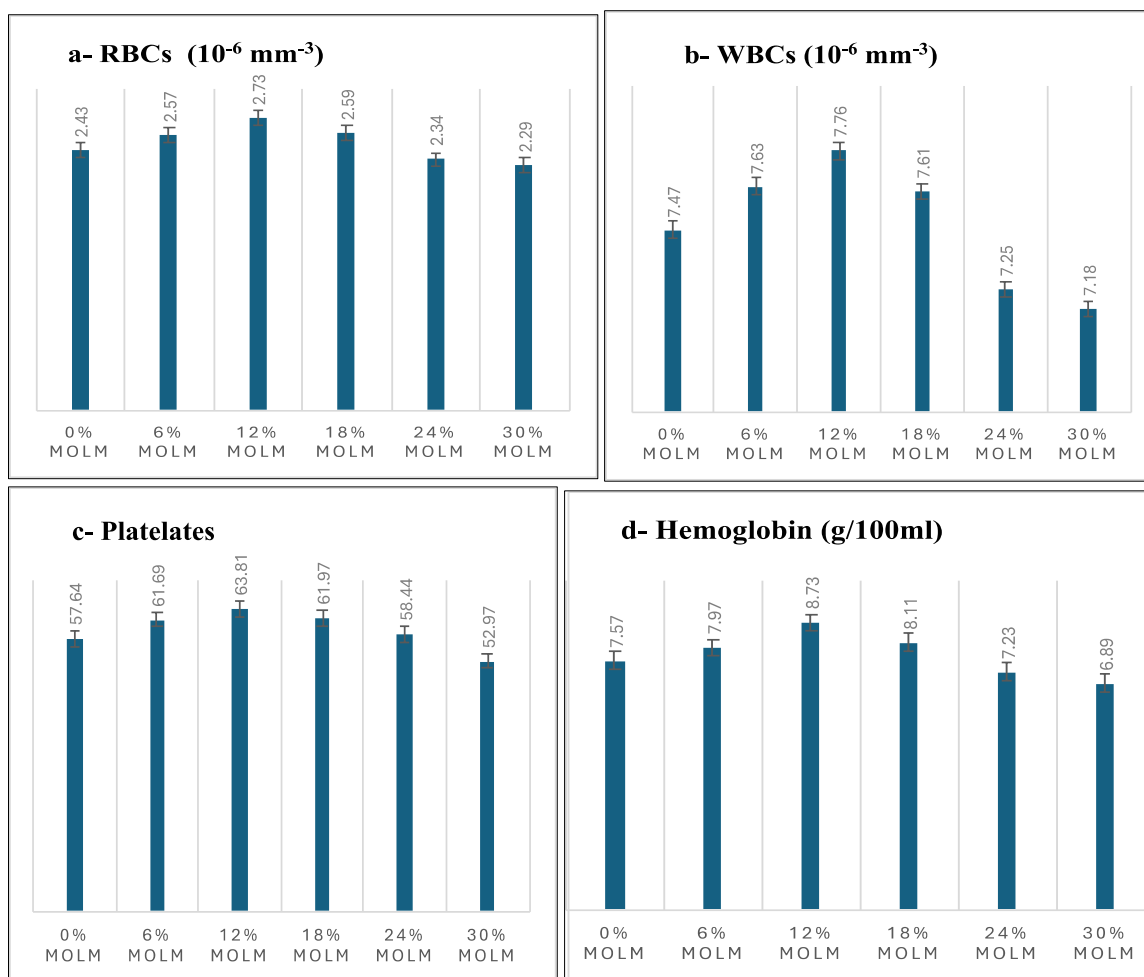 a- RBCs (10⁻⁶ mm⁻³)
2.43
2.57
2.73
2.59
2.34
2.29
0% 6% 12% 18% 24% 30%
MOLM MOLM MOLM MOLM MOLM MOLM
b- WBCs (10⁻⁶ mm⁻³)
7.47
7.63
7.76
7.61
7.25
7.18
0% 6% 12% 18% 24% 30%
MOLM MOLM MOLM MOLM MOLM MOLM
c- Platelates
57.64
61.69
63.81
61.97
58.44
52.97
0% 6% 12% 18% 24% 30%
MOLM MOLM MOLM MOLM MOLM MOLM
d- Hemoglobin (g/100ml)
7.57
7.97
8.73
8.11
7.23
6.89
0% 6% 12% 18% 24% 30%
MOLM MOLM MOLM MOLM MOLM MOLM